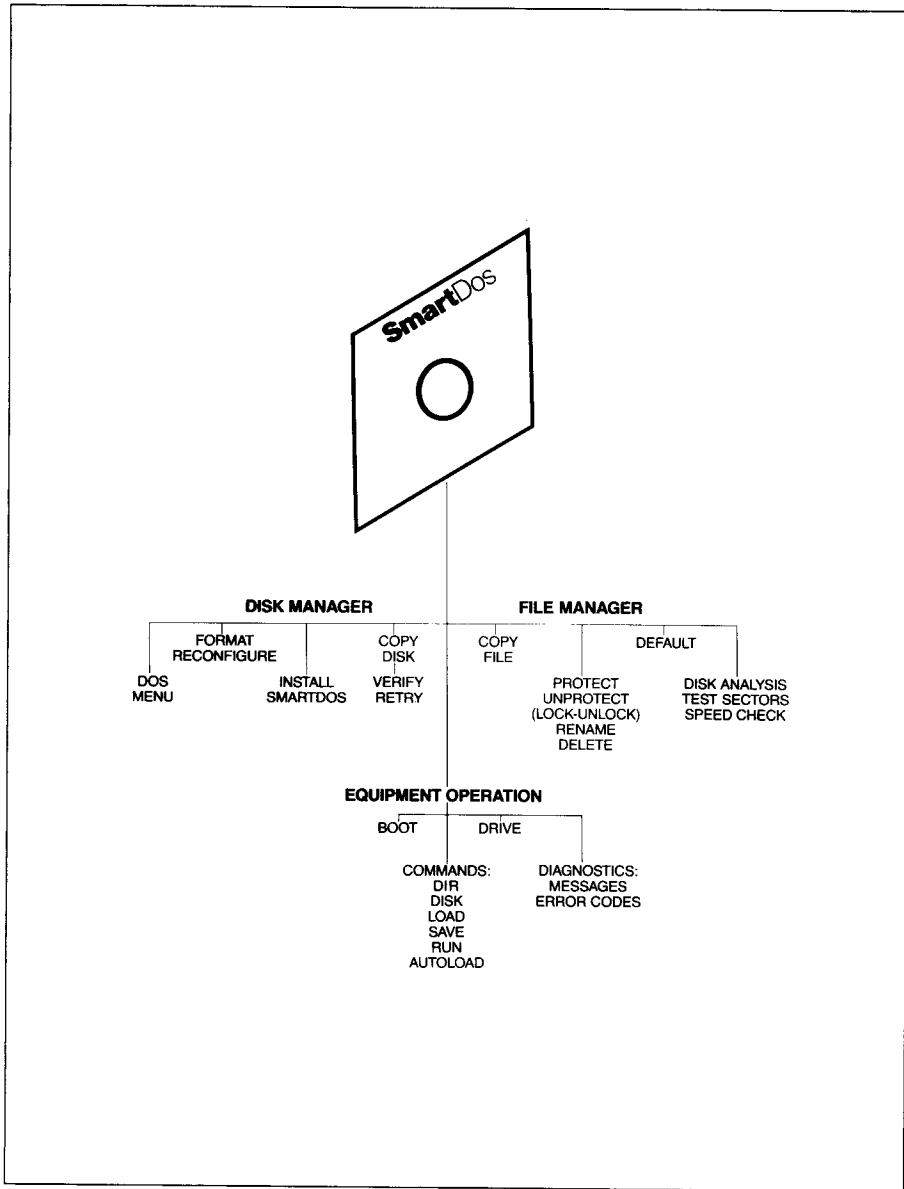 SmartDos
DISK MANAGER
FILE MANAGER
DOS
MENU
FORMAT
RECONFIGURE
INSTALL
SMARTDOS
COPY
DISK
VERIFY
RETRY
COPY
FILE
PROTECT
UNPROTECT
(LOCK-UNLOCK)
RENAME
DELETE
DEFAULT
DISK ANALYSIS
TEST SECTORS
SPEED CHECK
EQUIPMENT OPERATION
BOOT
COMMANDS:
DIR
DISK
LOAD
SAVE
RUN
AUTOLOAD
DRIVE
DIAGNOSTICS:
MESSAGES
ERROR CODES